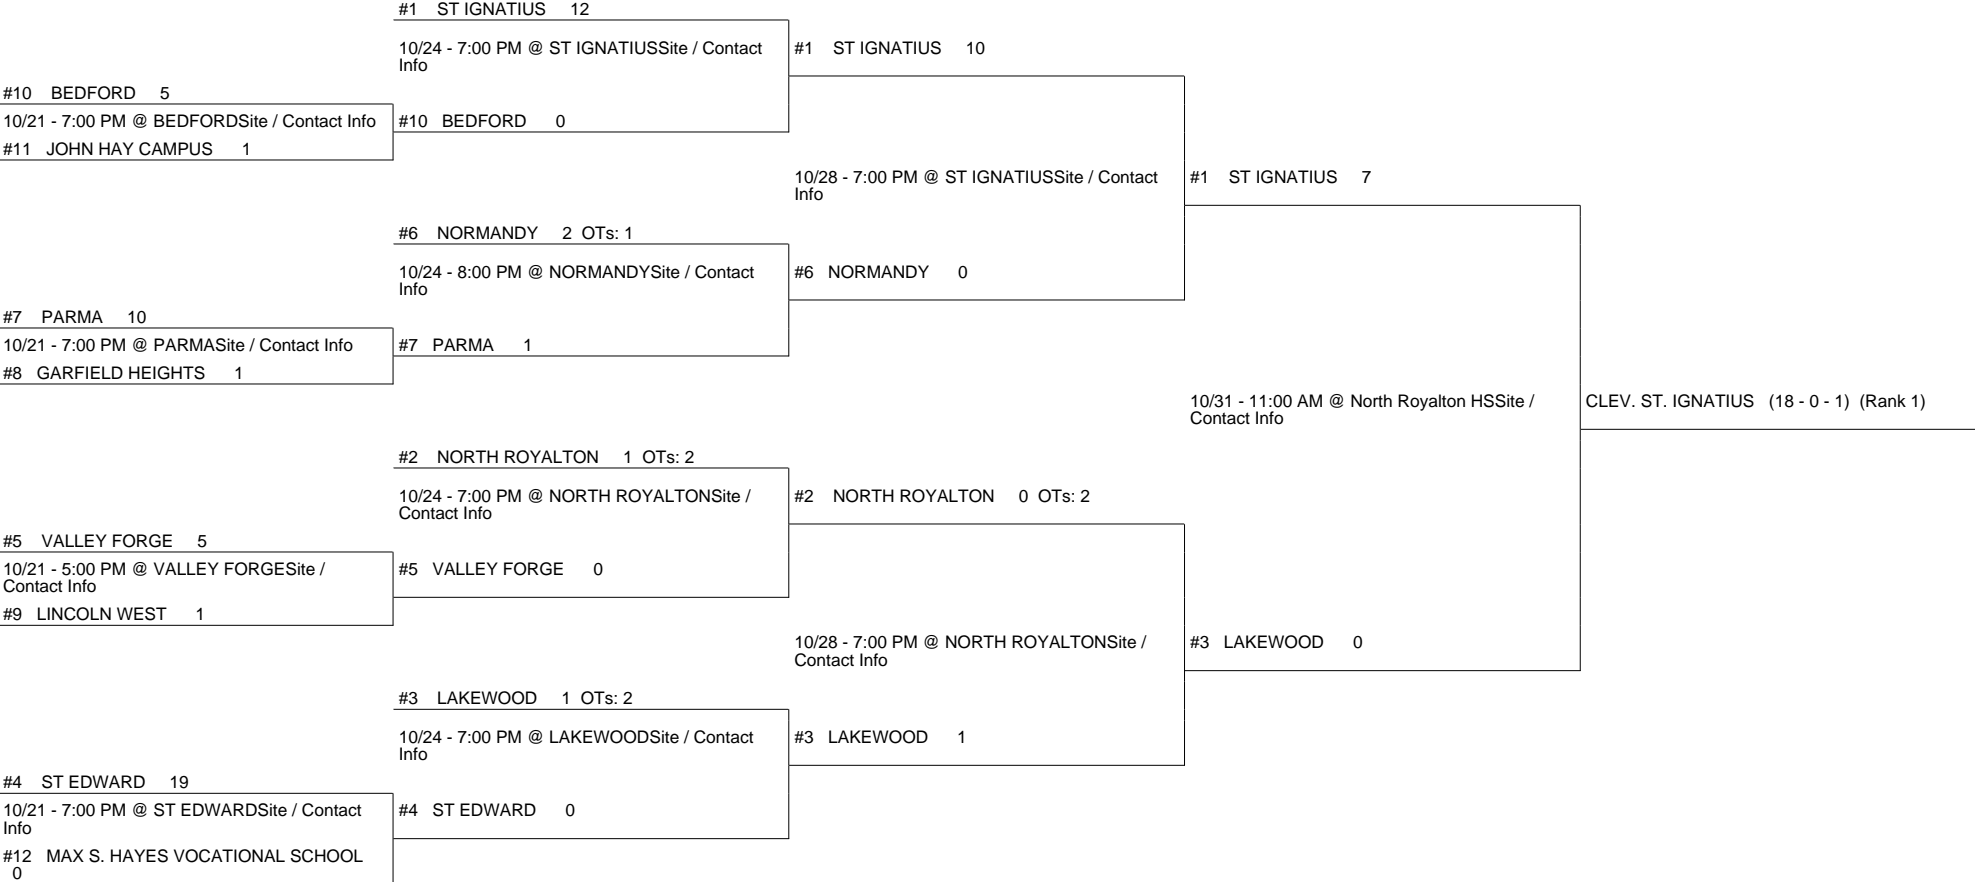 #1 ST IGNATIUS 12
10/24 - 7:00 PM @ ST IGNATIUSSite / Contact
Info
#1 ST IGNATIUS 10
#10 BEDFORD 5
10/21 - 7:00 PM @ BEDFORDSite / Contact Info
#10 BEDFORD 0
#11 JOHN HAY CAMPUS 1
10/28 - 7:00 PM @ ST IGNATIUSSite / Contact
Info
#1 ST IGNATIUS 7
#6 NORMANDY 2 OTs: 1
10/24 - 8:00 PM @ NORMANDYSite / Contact
Info
#6 NORMANDY 0
#7 PARMA 10
10/21 - 7:00 PM @ PARMASite / Contact Info
#7 PARMA 1
#8 GARFIELD HEIGHTS 1
10/31 - 11:00 AM @ North Royalton HSSite /
Contact Info
CLEV. ST. IGNATIUS (18 - 0 - 1) (Rank 1)
#2 NORTH ROYALTON 1 OTs: 2
10/24 - 7:00 PM @ NORTH ROYALTONSite /
Contact Info
#2 NORTH ROYALTON 0 OTs: 2
#5 VALLEY FORGE 5
10/21 - 5:00 PM @ VALLEY FORGESite /
Contact Info
#5 VALLEY FORGE 0
#9 LINCOLN WEST 1
10/28 - 7:00 PM @ NORTH ROYALTONSite /
Contact Info
#3 LAKEWOOD 0
#3 LAKEWOOD 1 OTs: 2
10/24 - 7:00 PM @ LAKEWOODSite / Contact
Info
#3 LAKEWOOD 1
#4 ST EDWARD 19
10/21 - 7:00 PM @ ST EDWARDSite / Contact
Info
#4 ST EDWARD 0
#12 MAX S. HAYES VOCATIONAL SCHOOL
0